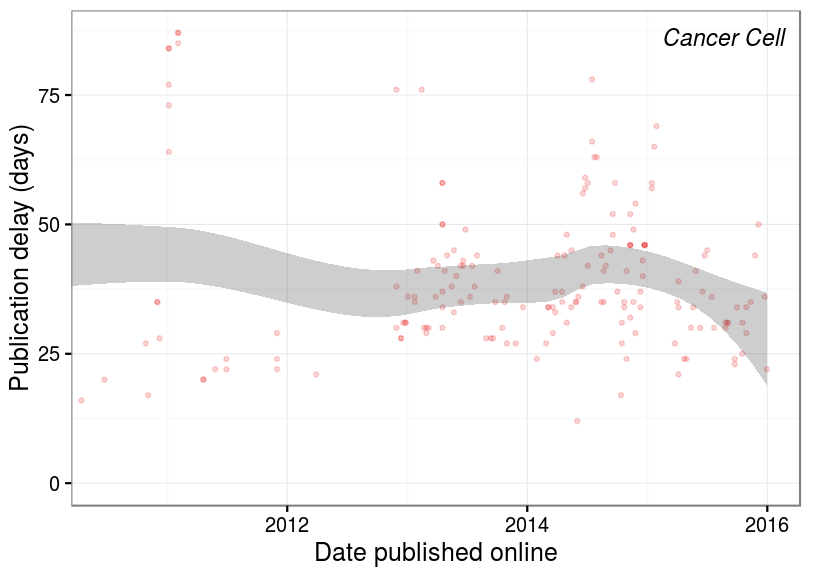 Cancer Cell
Publication delay (days)
75
50
25
0
2012 2014 2016
Date published online